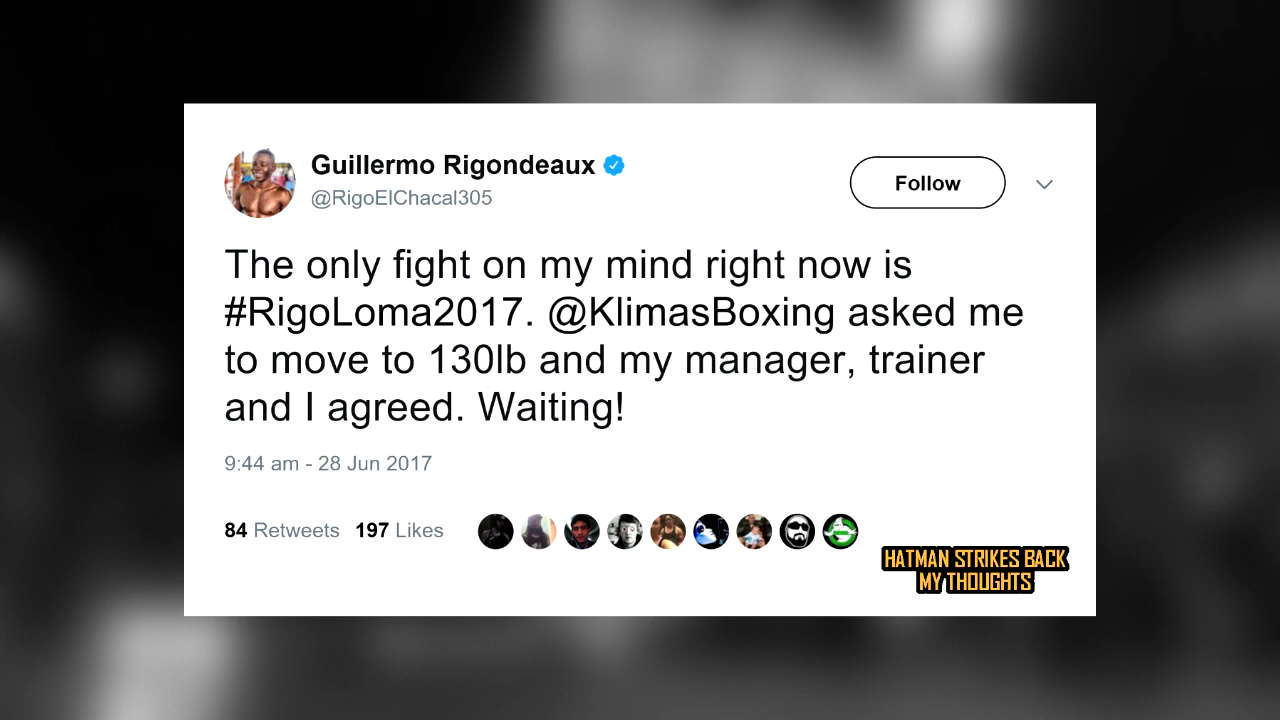 Guillermo Rigondeaux
@RigoElChacal305
Follow
The only fight on my mind right now is
#RigoLoma2017. @KlimasBoxing asked me
to move to 130lb and my manager, trainer
and I agreed. Waiting!
9:44 am - 28 Jun 2017
84 Retweets 197 Likes
HATMAN STRIKES BACK
MY THOUGHTS